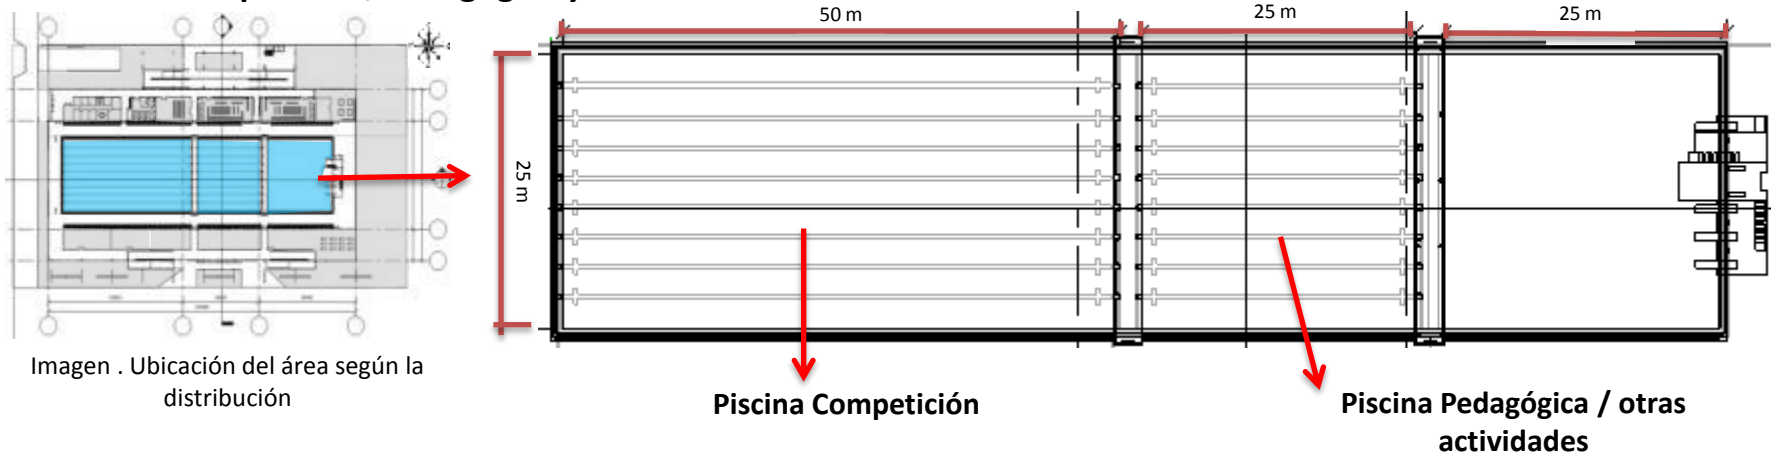 50 m
25 m
25 m
25 m
Imagen . Ubicación del área según la
distribución
Piscina Competición
Piscina Pedagógica / otras
actividades